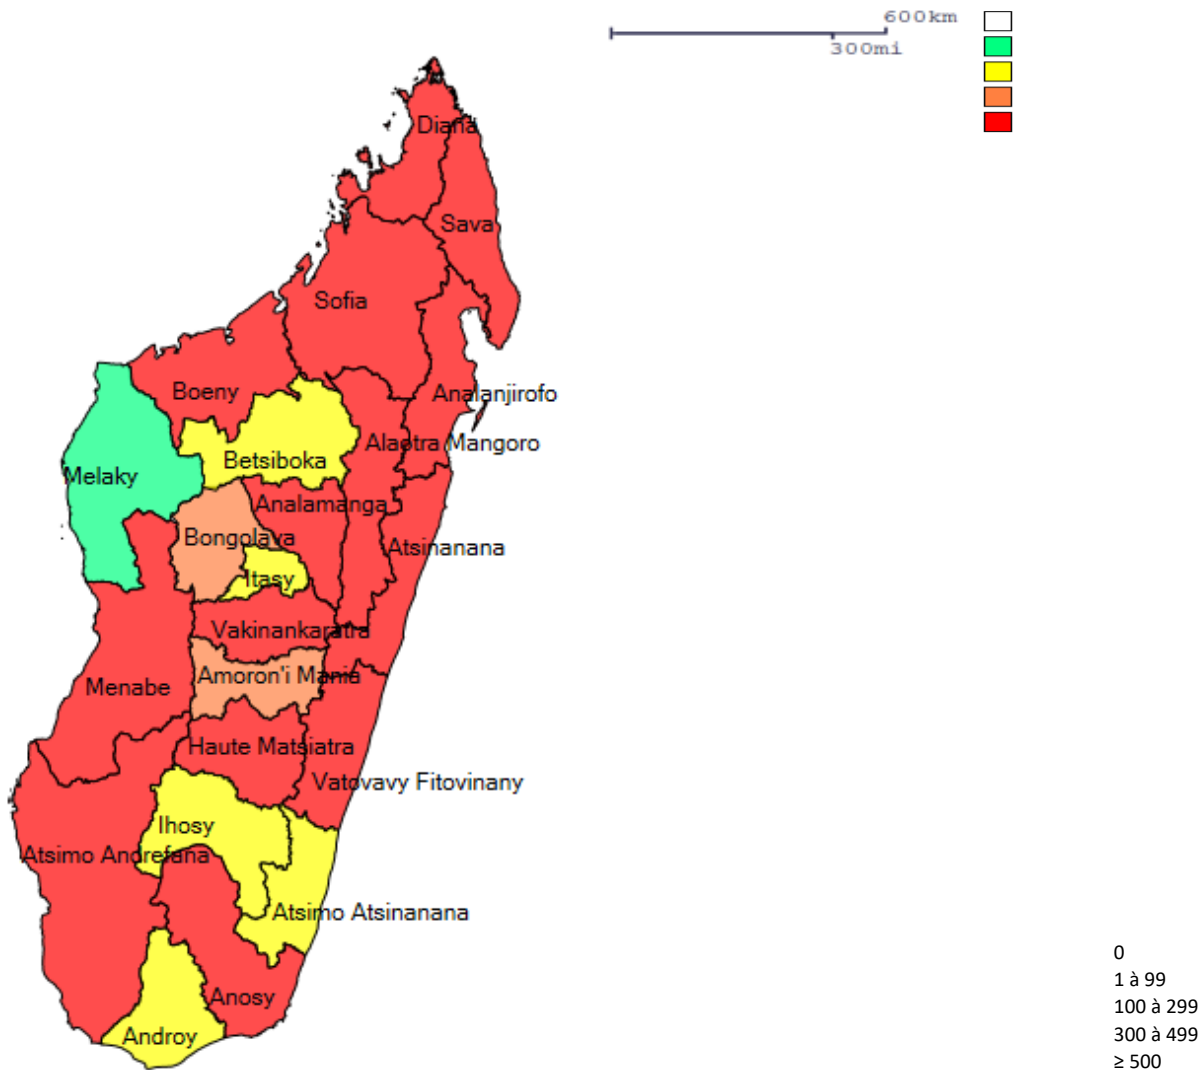 600km
300mi
Diana
Sava
Sofia
Boeny
Analanjirofo
Alaotra Mangoro
Betsiboka
Melaky
Analamanga
Bongolava
Atsinanana
Itasy
Vakinankaratra
Amoron'i Mania
Menabe
Haute Matsiatra
Vatovavy Fitovinany
Ihosy
Atsimo Andrefana
Atsimo Atsinanana
Anosy
Androy
0
1 à 99
100 à 299
300 à 499
≥ 500